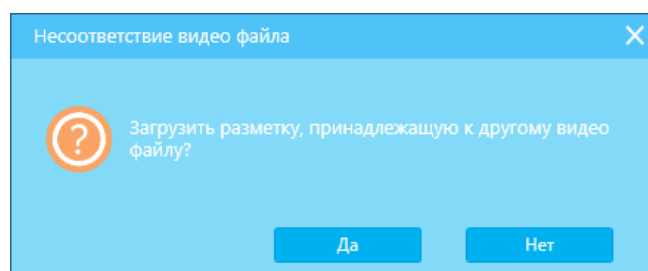 Несоответствие видео файла
Загрузить разметку, принадлежащую к другому видео
файлу?
Да
Нет